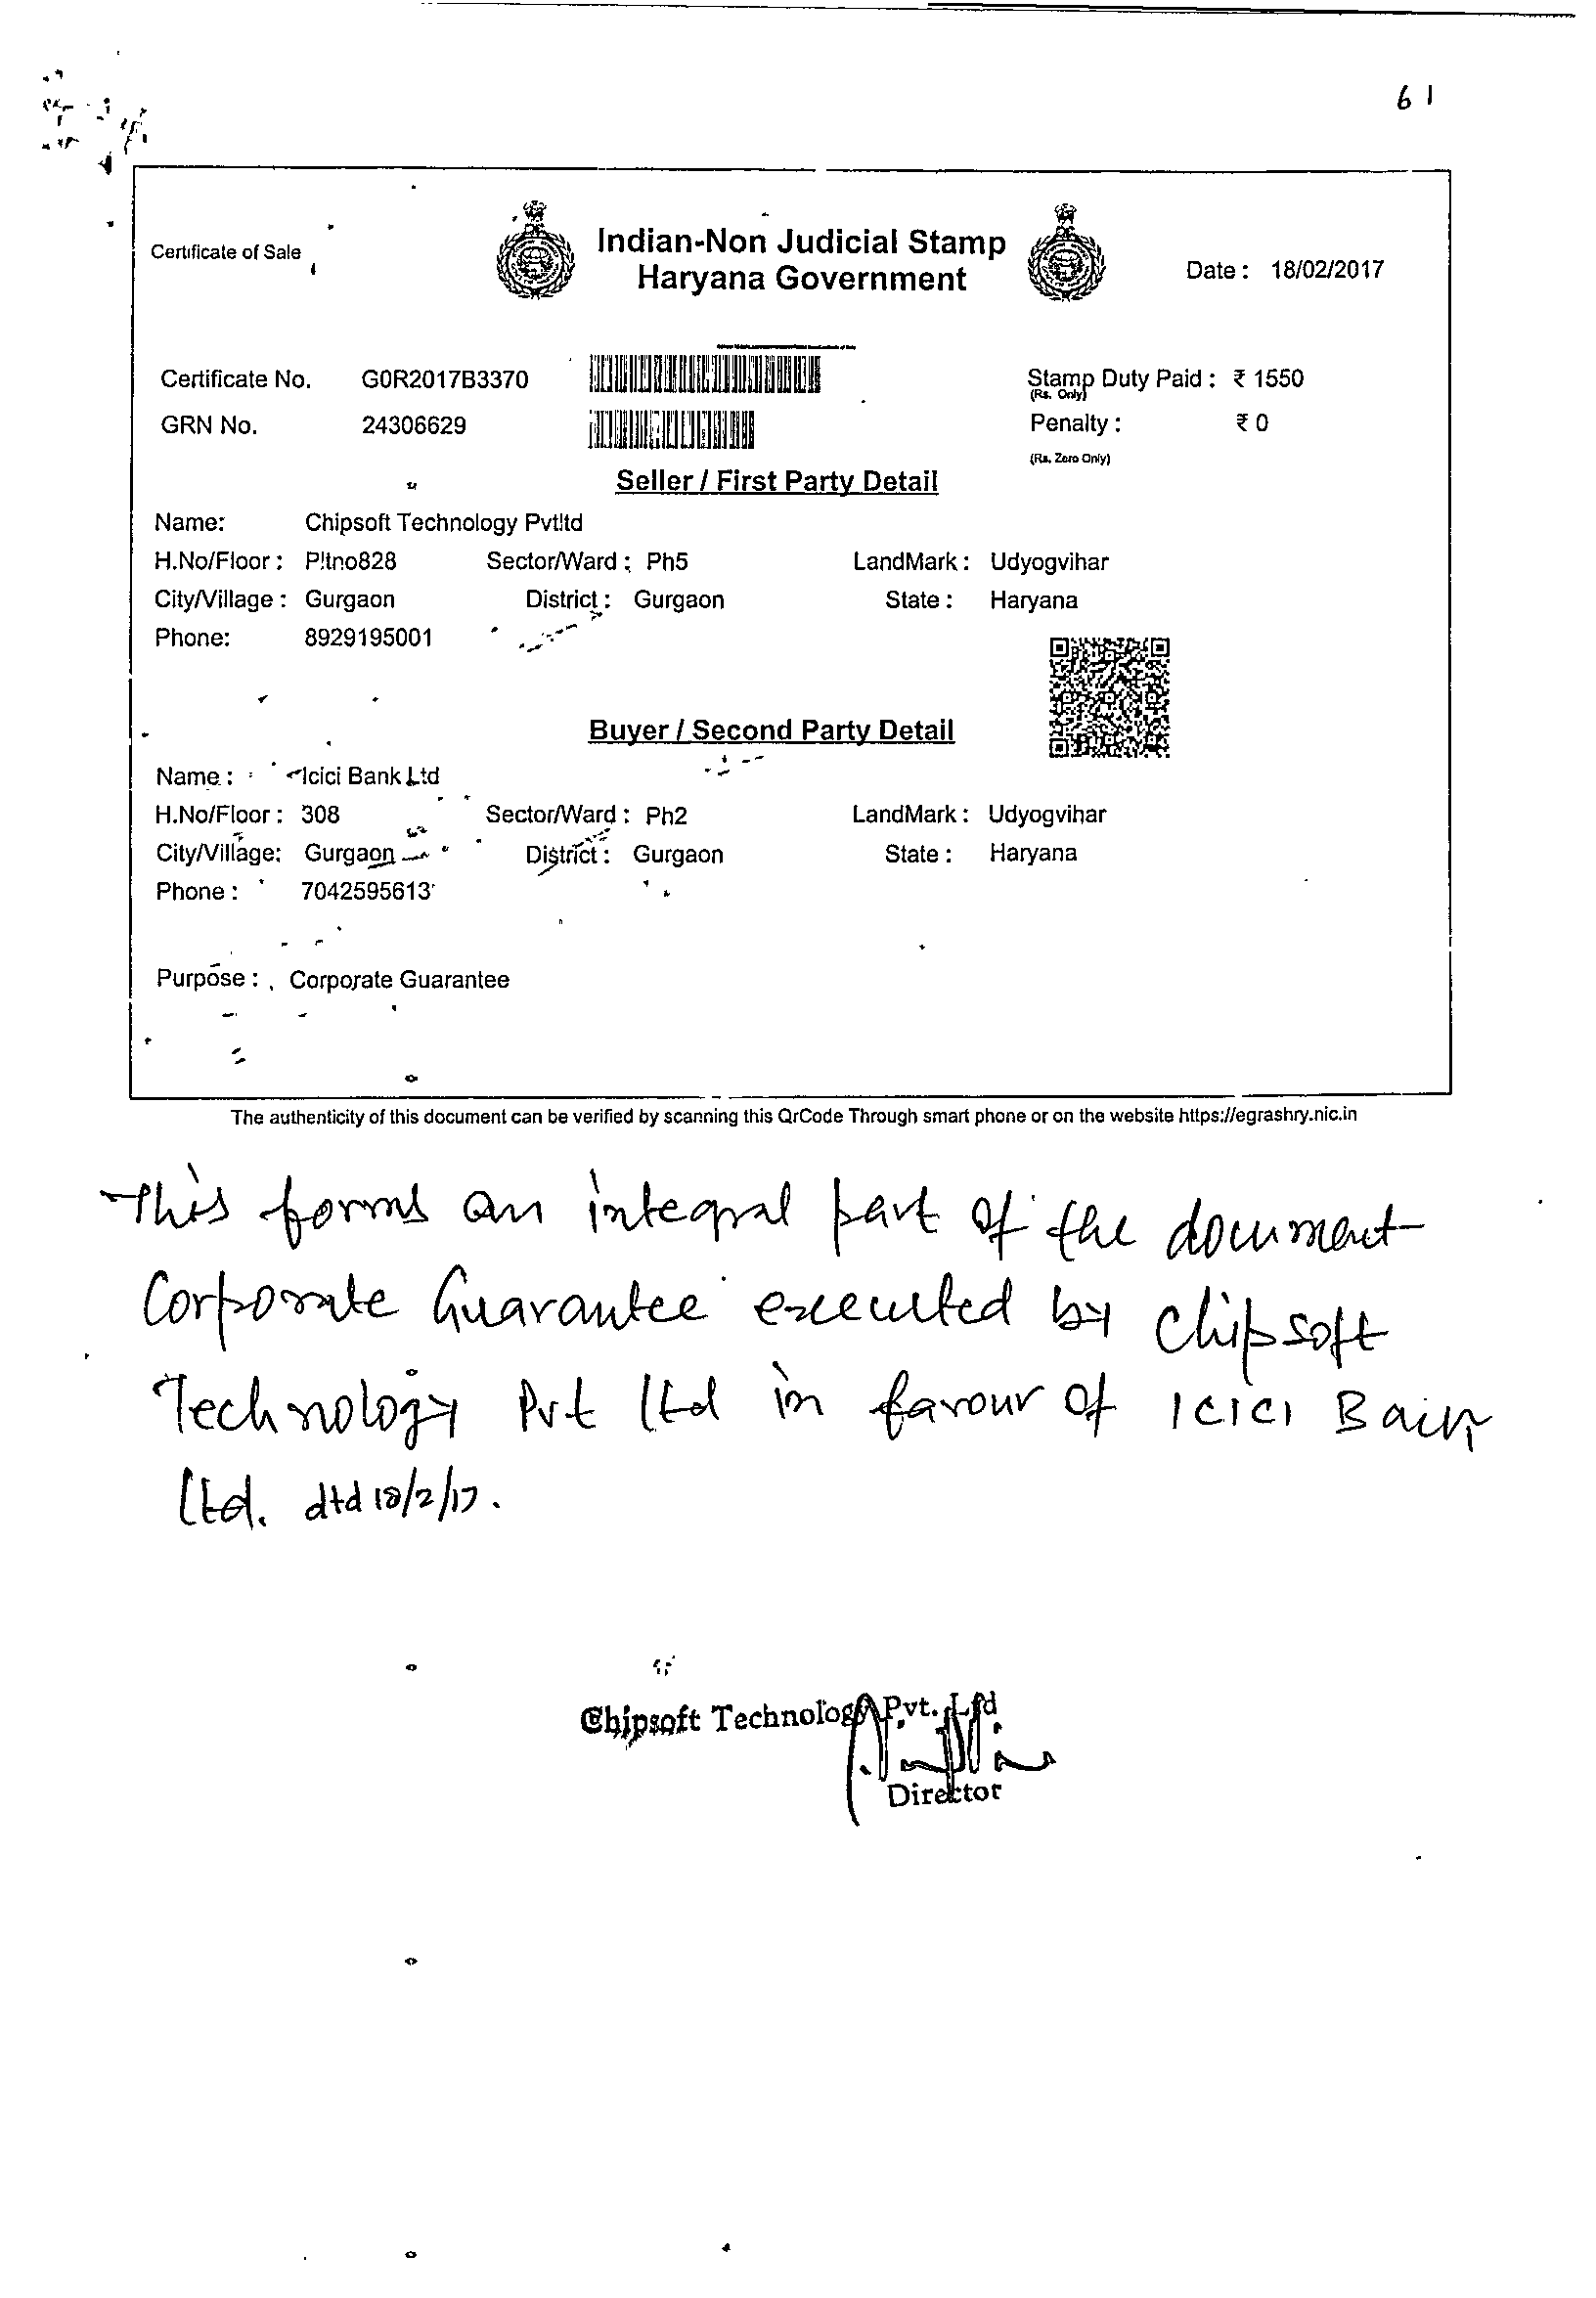 61
Certificate of Sale
Indian-Non Judicial Stamp
Haryana Government
Date : 18/02/2017
Certificate No. G0R2017B3370
Stamp Duty Paid : ₹ 1550
(Rs. Only)
GRN No. 24306629
Penalty : ₹ 0
(Rs. Zero Only)
Seller / First Party Detail
Name: Chipsoft Technology Pvtltd
H.No/Floor : Pltno828 Sector/Ward : Ph5 LandMark : Udyogvihar
City/Village : Gurgaon District : Gurgaon State : Haryana
Phone: 8929195001
Buyer / Second Party Detail
Name : Icici Bank Ltd
H.No/Floor : 308 Sector/Ward : Ph2 LandMark : Udyogvihar
City/Village: Gurgaon District : Gurgaon State : Haryana
Phone : 7042595613
Purpose : Corporate Guarantee
The authenticity of this document can be verified by scanning this QrCode Through smart phone or on the website https://egrashry.nic.in
This forms an integral part of the document
Corporate Guarantee executed by Chipsoft
Technology Pvt Ltd in favour of ICICI Bank
Ltd. dtd 18/2/17.
Chipsoft Technology Pvt. Ltd
Director